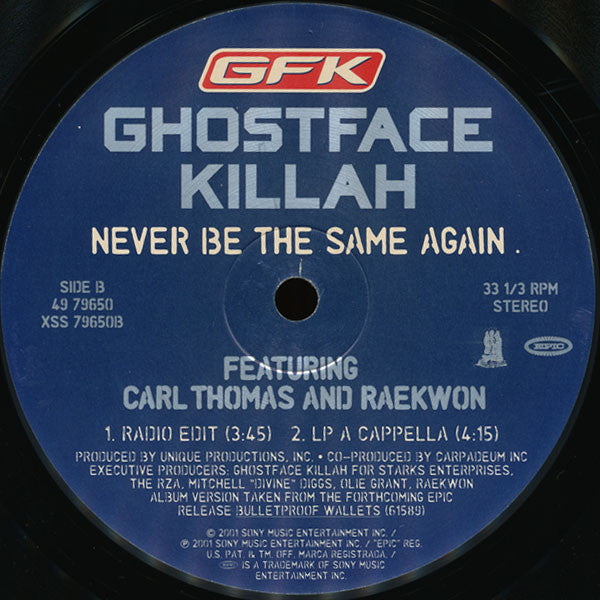 GFK
GHOSTFACE
KILLAH
NEVER BE THE SAME AGAIN .
SIDE B
49 79650
XSS 79650B
33 1/3 RPM
STEREO
EPIC
FEATURING
CARL THOMAS AND RAEKWON
1. RADIO EDIT (3:45) 2. LP A CAPPELLA (4:15)
PRODUCED BY UNIQUE PRODUCTIONS, INC. • CO-PRODUCED BY CARPADEUM INC
EXECUTIVE PRODUCERS: GHOSTFACE KILLAH FOR STARKS ENTERPRISES,
THE RZA, MITCHELL "DIVINE" DIGGS, OLIE GRANT, RAEKWON
ALBUM VERSION TAKEN FROM THE FORTHCOMING EPIC
RELEASE BULLETPROOF WALLETS (61589)
© 2001 SONY MUSIC ENTERTAINMENT INC. /
℗ 2001 SONY MUSIC ENTERTAINMENT INC. / "EPIC" REG.
U.S. PAT. & TM. OFF. MARCA REGISTRADA. /
EPIC IS A TRADEMARK OF SONY MUSIC
ENTERTAINMENT INC.